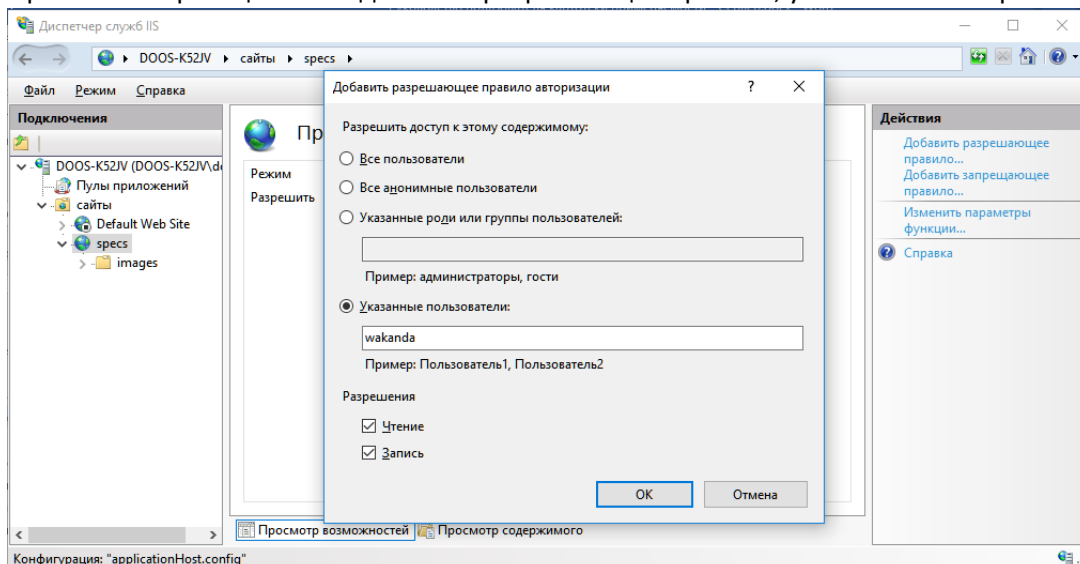 Диспетчер служб IIS
DOOS-K52JV
сайты
specs
Файл
Режим
Справка
Подключения
DOOS-K52JV (DOOS-K52JV\d
Пулы приложений
сайты
Default Web Site
specs
images
Пр
Режим
Разрешить
Добавить разрешающее правило авторизации
Разрешить доступ к этому содержимому:
Все пользователи
Все анонимные пользователи
Указанные роди или группы пользователей:
Пример: администраторы, гости
Указанные пользователи:
wakanda
Пример: Пользователь1, Пользователь2
Разрешения
Чтение
Запись
ОК
Отмена
Просмотр возможностей
Просмотр содержимого
Действия
Добавить разрешающее
правило...
Добавить запрещающее
правило...
Изменить параметры
функции...
Справка
Конфигурация: "applicationHost.config"